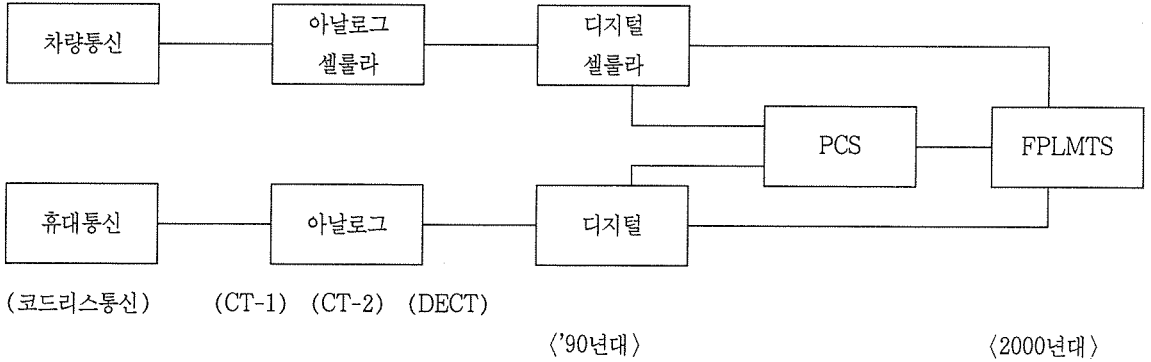 차량통신
아날로그
셀룰라
디지털
셀룰라
PCS
FPLMTS
휴대통신
아날로그
디지털
(코드리스통신) (CT-1) (CT-2) (DECT)
〈'90년대〉 〈2000년대〉